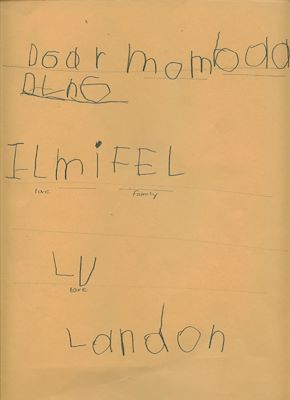 Dear mom Dad
ILmiFEL
love family
LV
love
Landon